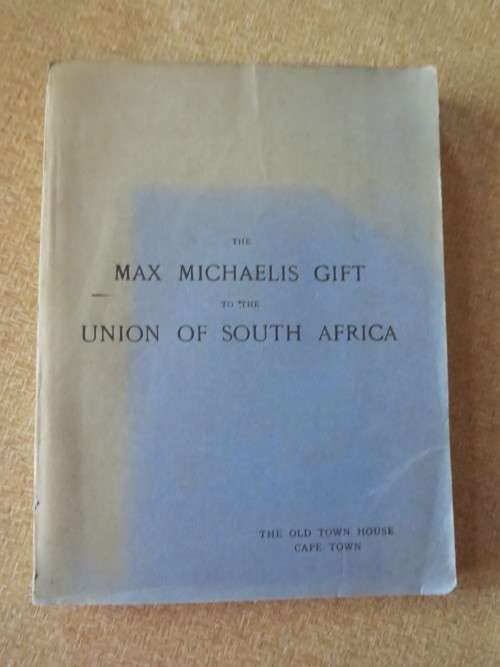 THE
MAX MICHAELIS GIFT
TO THE
UNION OF SOUTH AFRICA
THE OLD TOWN HOUSE
CAPE TOWN